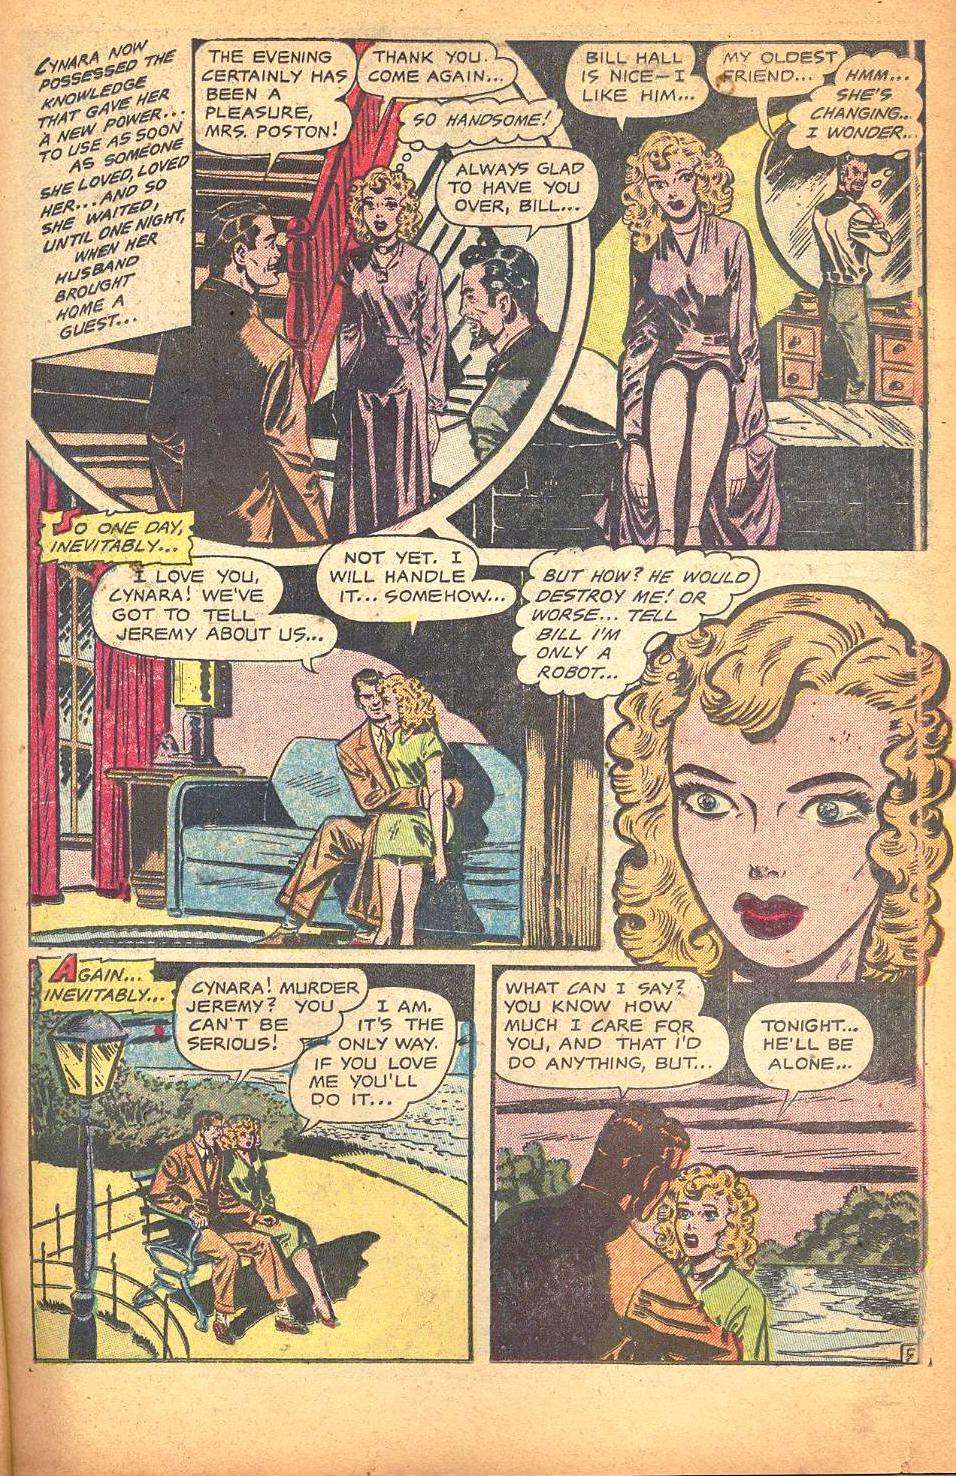 CYNARA NOW
POSSESSED THE
KNOWLEDGE
THAT GAVE HER
A NEW POWER...
TO USE AS SOON
AS SOMEONE
SHE LOVED, LOVED
HER... AND SO
SHE WAITED,
UNTIL ONE NIGHT,
WHEN HER
HUSBAND
BROUGHT
HOME A
GUEST...
THE EVENING
CERTAINLY HAS
BEEN A
PLEASURE,
MRS. POSTON!
THANK YOU.
COME AGAIN...
SO HANDSOME!
ALWAYS GLAD
TO HAVE YOU
OVER, BILL...
BILL HALL
IS NICE-I
LIKE HIM...
MY OLDEST
FRIEND...
HMM...
SHE'S
CHANGING..
I WONDER..
SO ONE DAY,
INEVITABLY...
I LOVE YOU,
CYNARA! WE'VE
GOT TO TELL
JEREMY ABOUT US...
NOT YET. I
WILL HANDLE
IT... SOMEHOW...
BUT HOW? HE WOULD
DESTROY ME! OR
WORSE... TELL
BILL I'M
ONLY A
ROBOT...
AGAIN...
INEVITABLY...
CYNARA! MURDER
JEREMY? YOU
CAN'T BE
SERIOUS!
I AM.
IT'S THE
ONLY WAY.
IF YOU LOVE
ME YOU'LL
DO IT...
WHAT CAN I SAY?
YOU KNOW HOW
MUCH I CARE FOR
YOU, AND THAT I'D
DO ANYTHING, BUT...
TONIGHT...
HE'LL BE
ALONE...
5